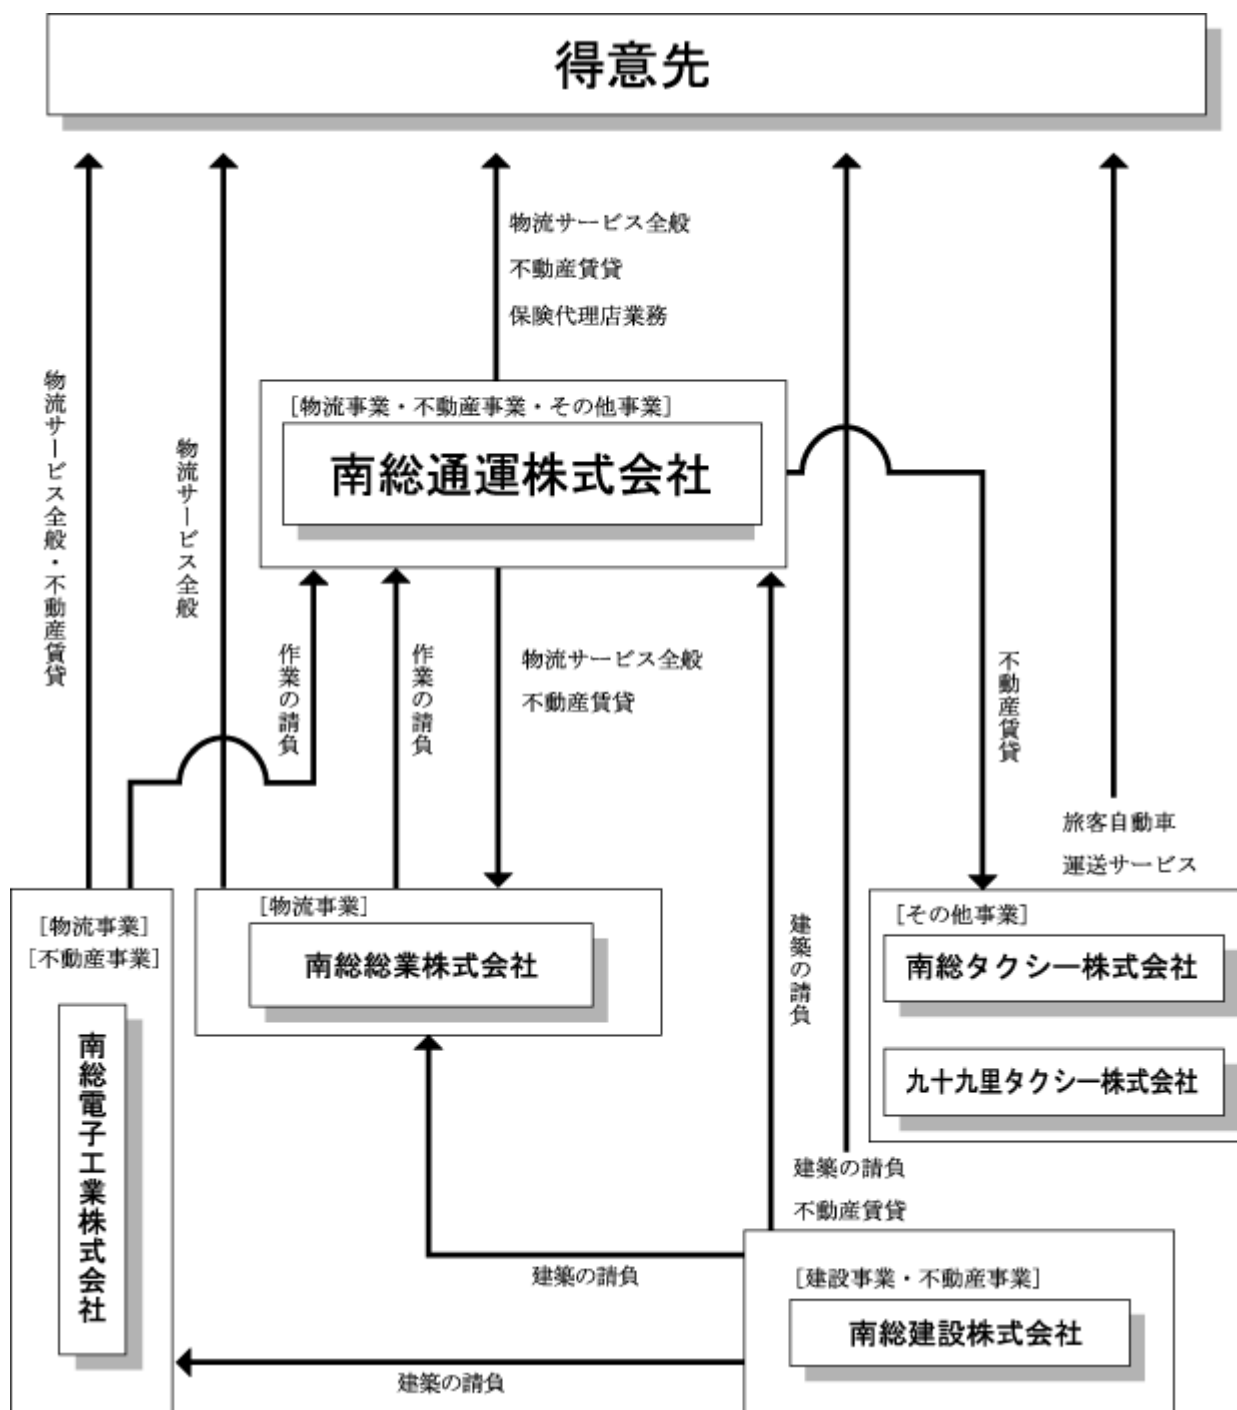 得意先
物流サービス全般
不動産賃貸
保険代理店業務
物流サービス全般・不動産賃貸
物流サービス全般
[物流事業・不動産事業・その他事業]
南総通運株式会社
作業の請負
作業の請負
物流サービス全般
不動産賃貸
不動産賃貸
旅客自動車
運送サービス
[物流事業]
[不動産事業]
南総電子工業株式会社
[物流事業]
南総総業株式会社
建築の請負
[その他事業]
南総タクシー株式会社
九十九里タクシー株式会社
建築の請負
不動産賃貸
建築の請負
[建設事業・不動産事業]
南総建設株式会社
建築の請負